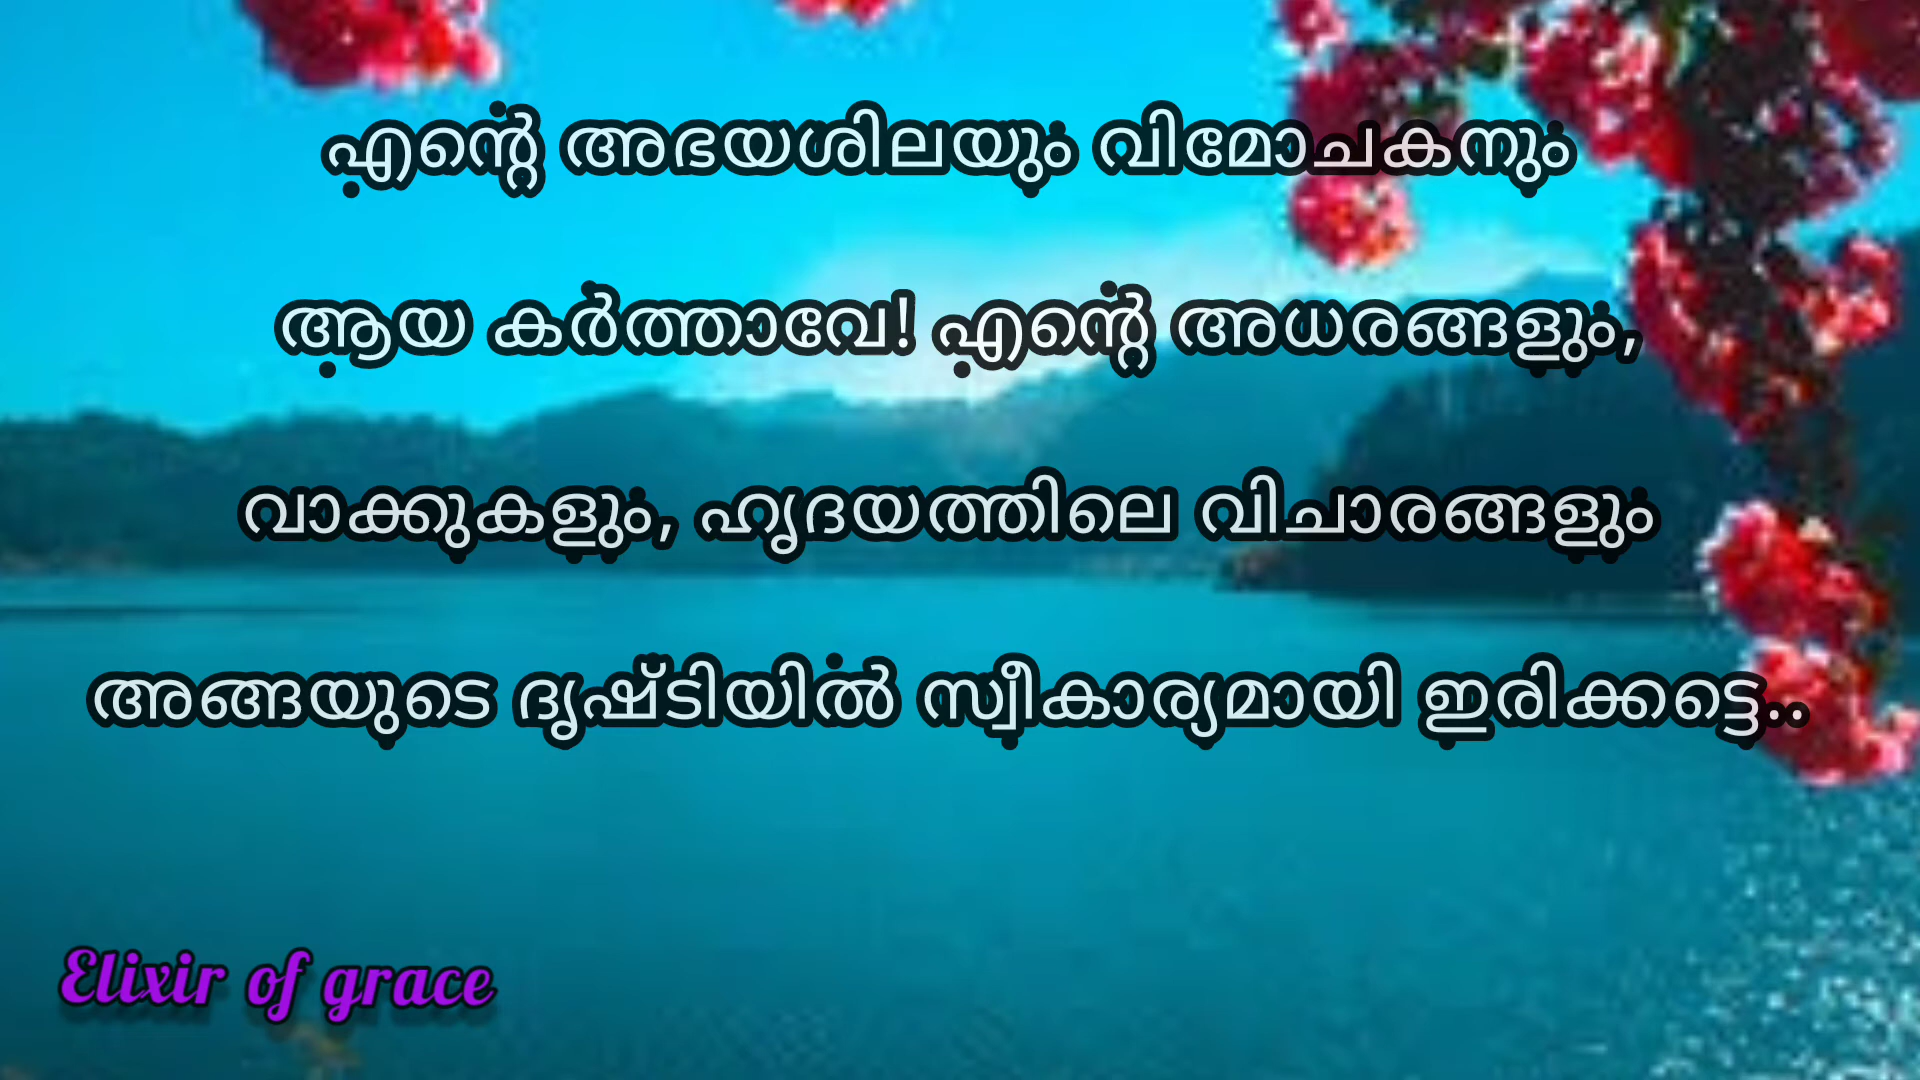 എന്റെ അഭയശിലയും വിമോചകനും
ആയ കർത്താവേ! എന്റെ അധരങ്ങളും,
വാക്കുകളും, ഹൃദയത്തിലെ വിചാരങ്ങളും
അങ്ങയുടെ ദൃഷ്ടിയിൽ സ്വീകാര്യമായി ഇരിക്കട്ടെ..
Elixir of grace